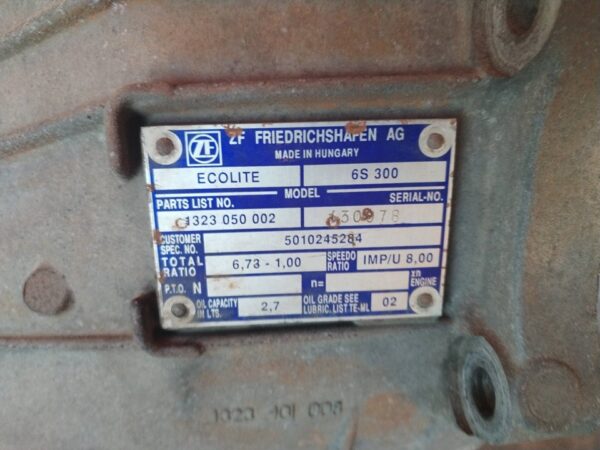 ZF ZF FRIEDRICHSHAFEN AG
MADE IN HUNGARY
ECOLITE 6S 300
MODEL
PARTS LIST NO. SERIAL-NO.
1323 050 002
CUSTOMER SPEC. NO. 5010245284
TOTAL RATIO 6,73 - 1,00 SPEEDO RATIO IMP/U 8,00
P.T.O. N n= xn ENGINE
OIL CAPACITY IN LTS. 2,7 OIL GRADE SEE LUBRIC. LIST TE-ML 02
1323 401 008